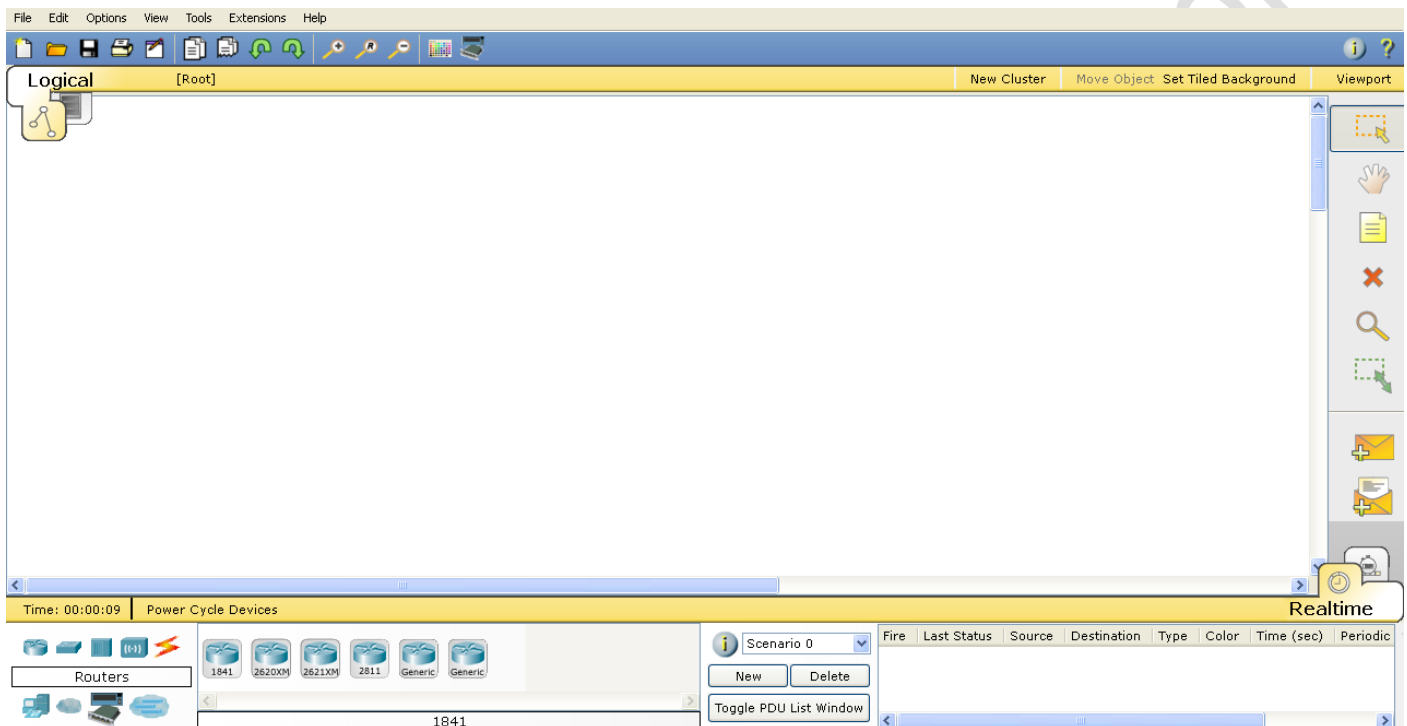 File Edit Options View Tools Extensions Help
Logical [Root] New Cluster Move Object Set Tiled Background Viewport
Time: 00:00:09 Power Cycle Devices Realtime
Fire Last Status Source Destination Type Color Time (sec) Periodic
Scenario 0
1841 2620XM 2621XM 2811 Generic Generic
Routers
New Delete
Toggle PDU List Window
1841